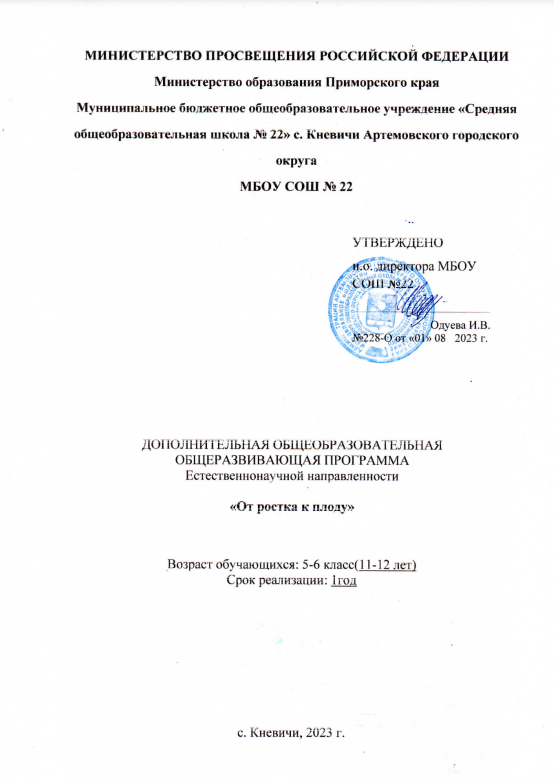 МИНИСТЕРСТВО ПРОСВЕЩЕНИЯ РОССИЙСКОЙ ФЕДЕРАЦИИ
Министерство образования Приморского края
Муниципальное бюджетное общеобразовательное учреждение «Средняя
общеобразовательная школа № 22» с. Кневичи Артемовского городского
округа
МБОУ СОШ № 22
УТВЕРЖДЕНО
и.о. директора МБОУ
СОШ №22
Одуева И.В.
№228-О от «01» 08 2023 г.
ДОПОЛНИТЕЛЬНАЯ ОБЩЕОБРАЗОВАТЕЛЬНАЯ
ОБЩЕРАЗВИВАЮЩАЯ ПРОГРАММА
Естественнонаучной направленности
«От ростка к плоду»
Возраст обучающихся: 5-6 класс(11-12 лет)
Срок реализации: 1год
с. Кневичи, 2023 г.